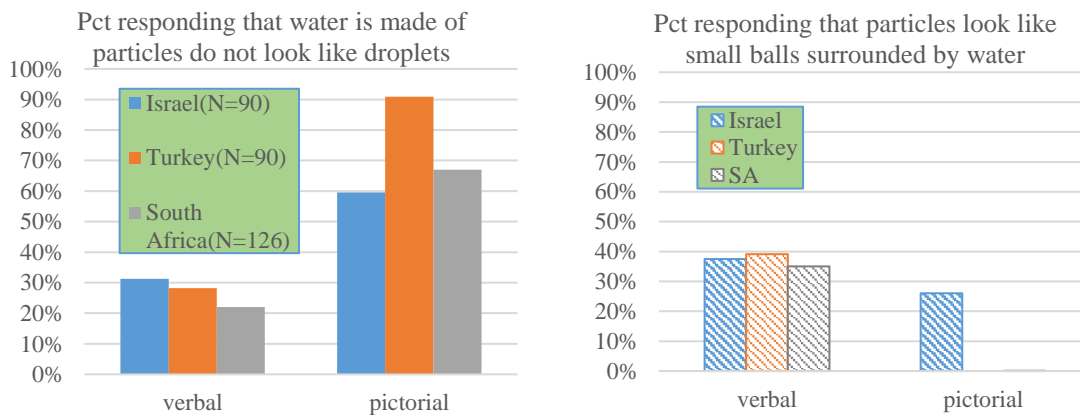 Pct responding that water is made of
particles do not look like droplets
100%
90%
80%
70%
60%
50%
40%
30%
20%
10%
0%
Israel(N=90)
Turkey(N=90)
South
Africa(N=126)
verbal
pictorial
Pct responding that particles look like
small balls surrounded by water
100%
90%
80%
70%
60%
50%
40%
30%
20%
10%
0%
Israel
Turkey
SA
verbal
pictorial